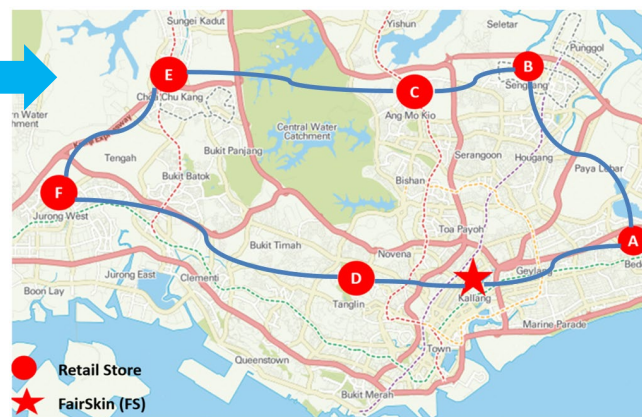 Sungei Kadut
Yishun
Seletar
Punggol
E
B
C
Sengkang
Choa Chu Kang
Ang Mo Kio
Central Water
Catchment
Tengah
Bukit Panjang
Serangoon
Hougang
Bukit Batok
Bishan
Paya Lebar
F
Jurong West
Toa Payoh
A
Bukit Timah
Novena
Geylang
Bedo
Jurong East
Clementi
D
Tanglin
Kallang
Boon Lay
Marine Parade
Queenstown
Town
Retail Store
Bukit Merah
FairSkin (FS)